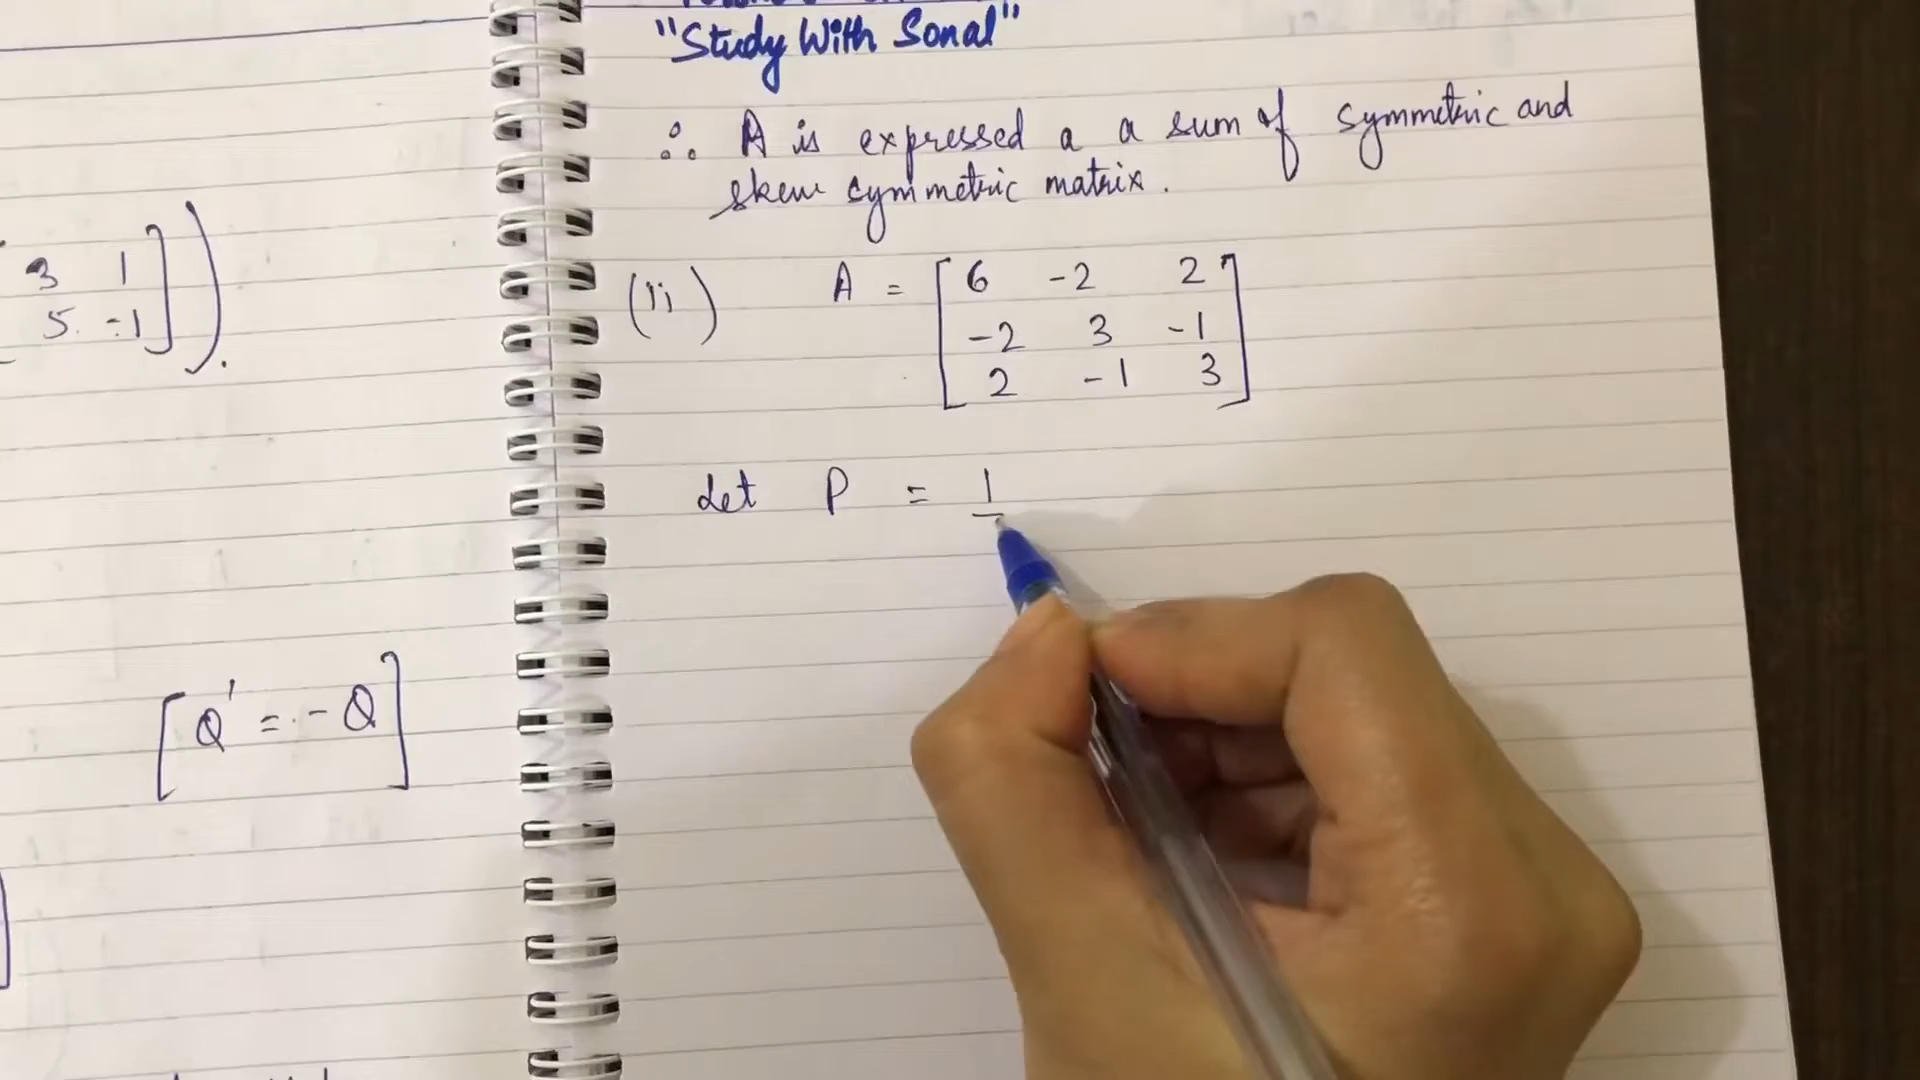 3 1
5 -1
[Q' = - Q]
"Study With Sonal"
∴ A is expressed a a sum of symmetric and
skew symmetric matrix.
(ii) A = [6 -2 2
-2 3 -1
2 -1 3]
Let P = 1